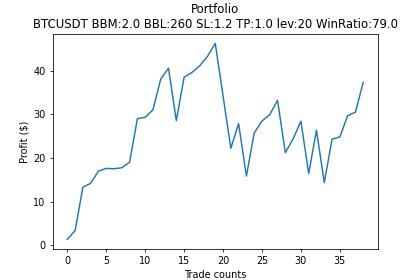 Portfolio
BTCUSDT BBM:2.0 BBL:260 SL:1.2 TP:1.0 lev:20 WinRatio:79.0
40
30
20
10
0
Profit ($)
0 5 10 15 20 25 30 35
Trade counts